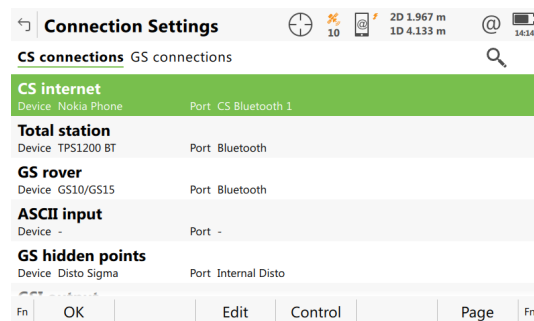 Connection Settings
10
@
2D 1.967 m
1D 4.133 m
@
14:14
CS connections GS connections
CS internet
Device Nokia Phone Port CS Bluetooth 1
Total station
Device TPS1200 BT Port Bluetooth
GS rover
Device GS10/GS15 Port Bluetooth
ASCII input
Device - Port -
GS hidden points
Device Disto Sigma Port Internal Disto
Fn OK Edit Control Page Fn